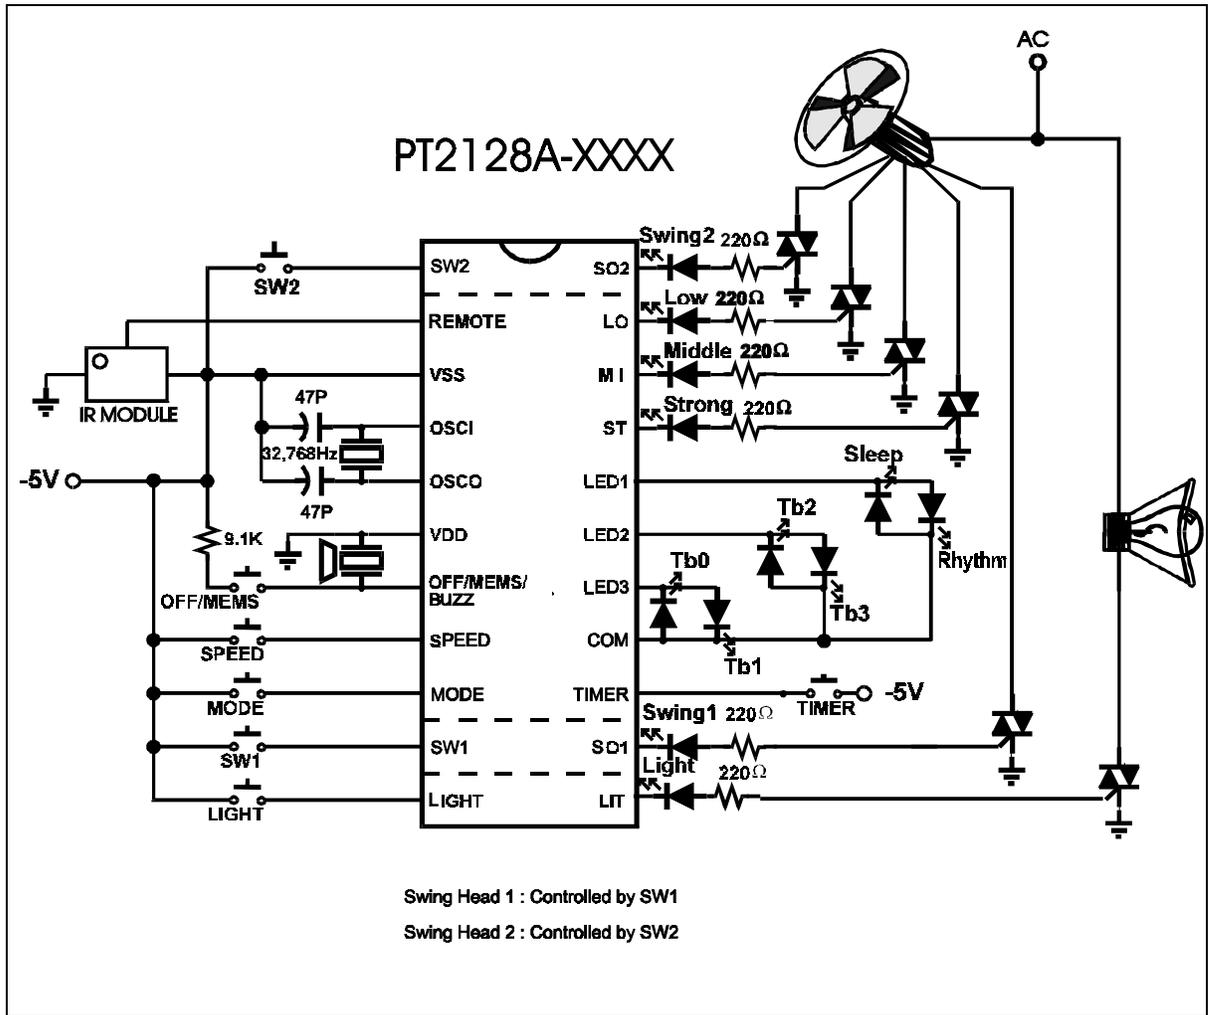 AC
PT2128A-XXXX
Swing2 220Ω
SW2
SW2
SO2
Low 220Ω
REMOTE
LO
Middle 220Ω
VSS
MI
IR MODULE
47P
Strong 220Ω
OSCI
ST
32,768Hz
Sleep
-5V
OSCO
LED1
47P
Tb2
9.1K
VDD
LED2
Tb0
Rhythm
OFF/MEMS
OFF/MEMS/
BUZZ
LED3
Tb3
SPEED
SPEED
COM
Tb1
MODE
MODE
TIMER
TIMER
-5V
Swing1 220Ω
SW1
SW1
SO1
Light 220Ω
LIGHT
LIGHT
LIT
Swing Head 1 : Controlled by SW1
Swing Head 2 : Controlled by SW2